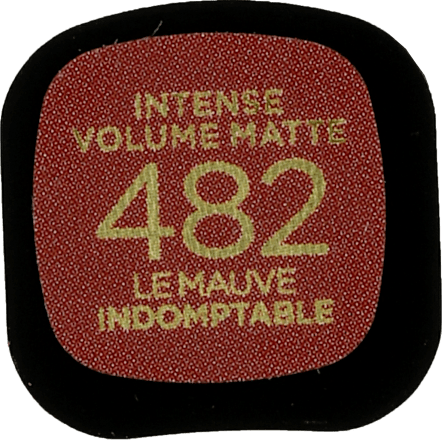 INTENSE
VOLUME MATTE
482
LE MAUVE
INDOMPTABLE